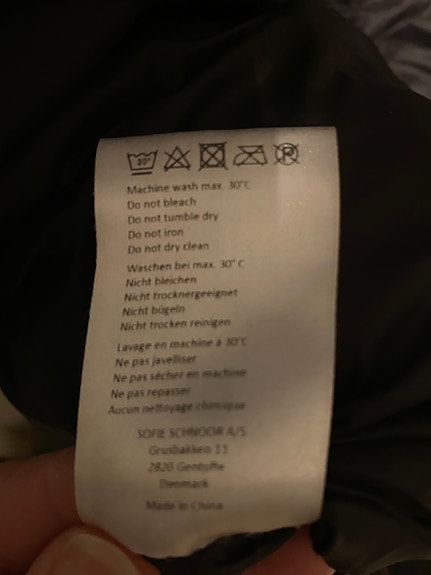 30°
P
Machine wash max. 30°C
Do not bleach
Do not tumble dry
Do not iron
Do not dry clean
Waschen bei max. 30°C
Nicht bleichen
Nicht trocknergeeignet
Nicht bügeln
Nicht trocken reinigen
Lavage en machine à 30°C
Ne pas javelliser
Ne pas sécher en machine
Ne pas repasser
Aucun nettoyage chimique
SOFIE SCHNOOR A/S
Grusbakken 11
2820 Gentofte
Denmark
Made in China